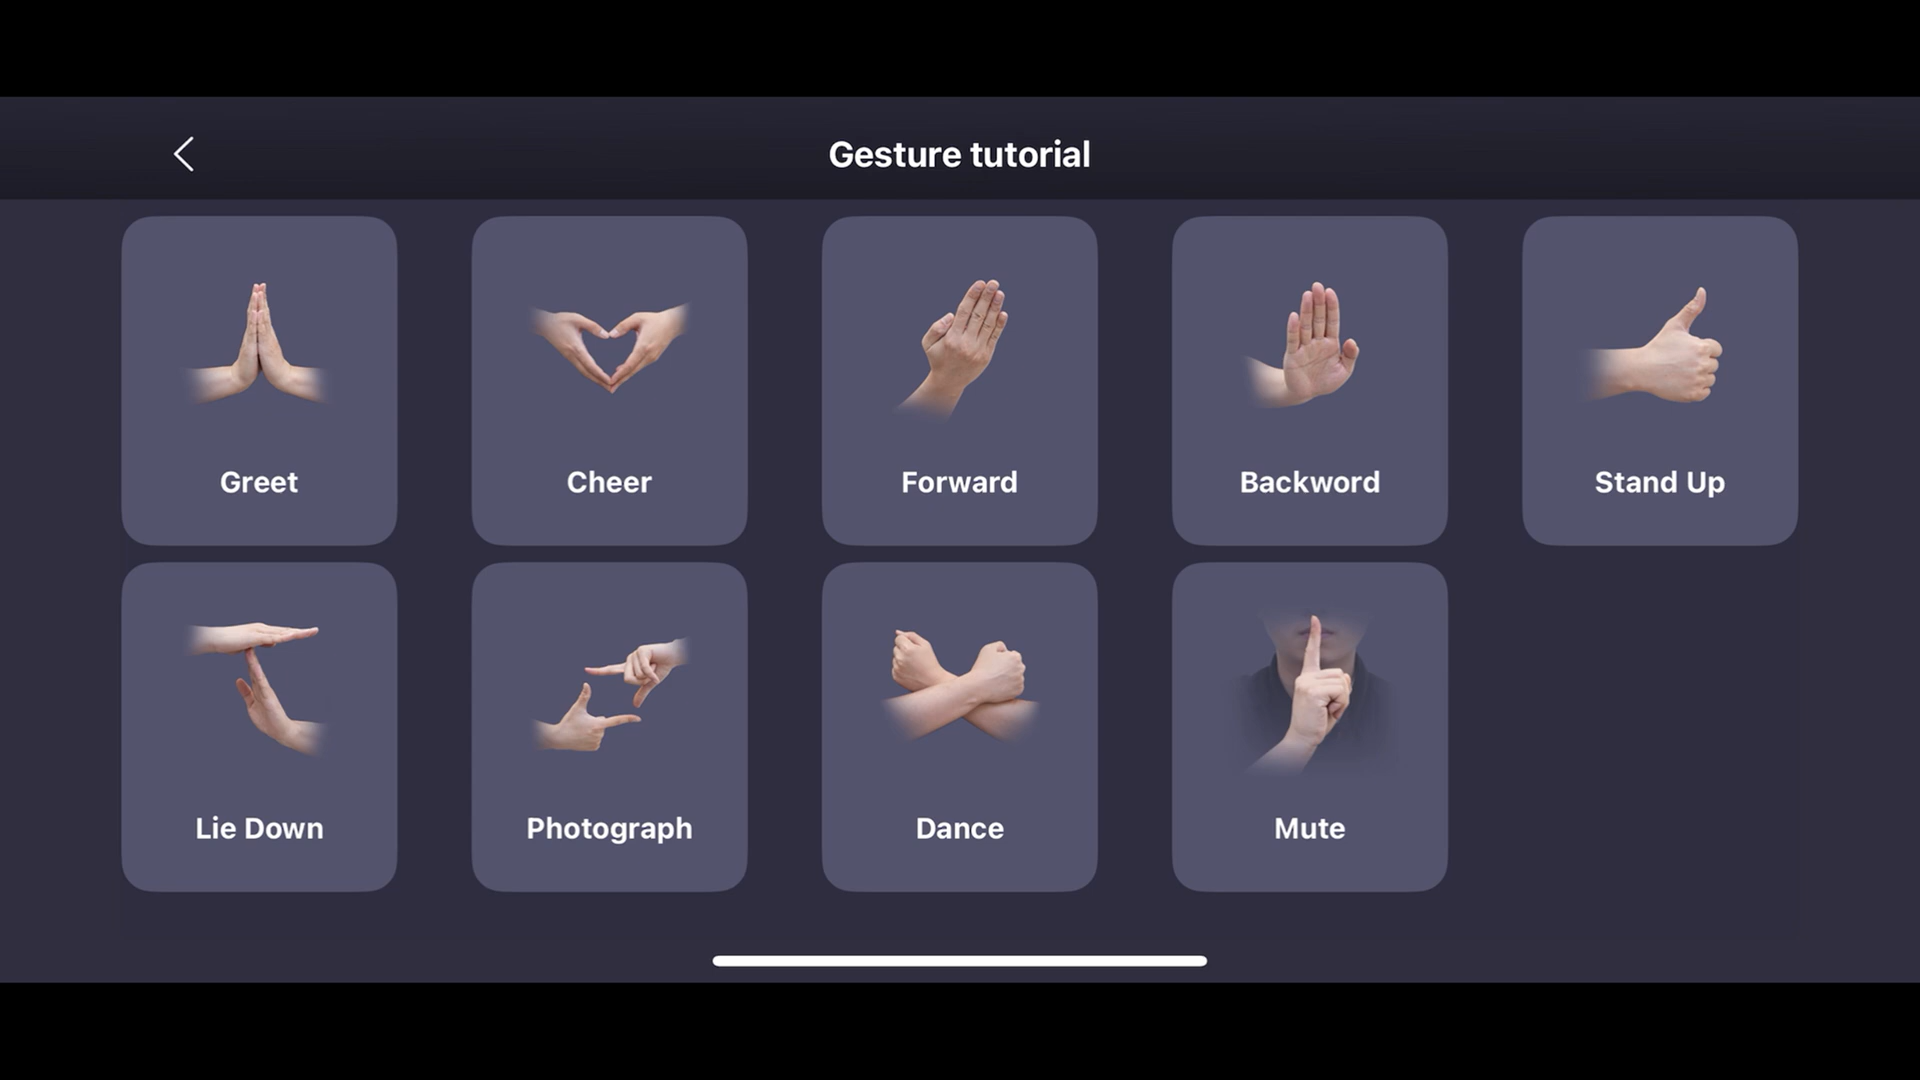 Gesture tutorial
Greet
Cheer
Forward
Backword
Stand Up
Lie Down
Photograph
Dance
Mute